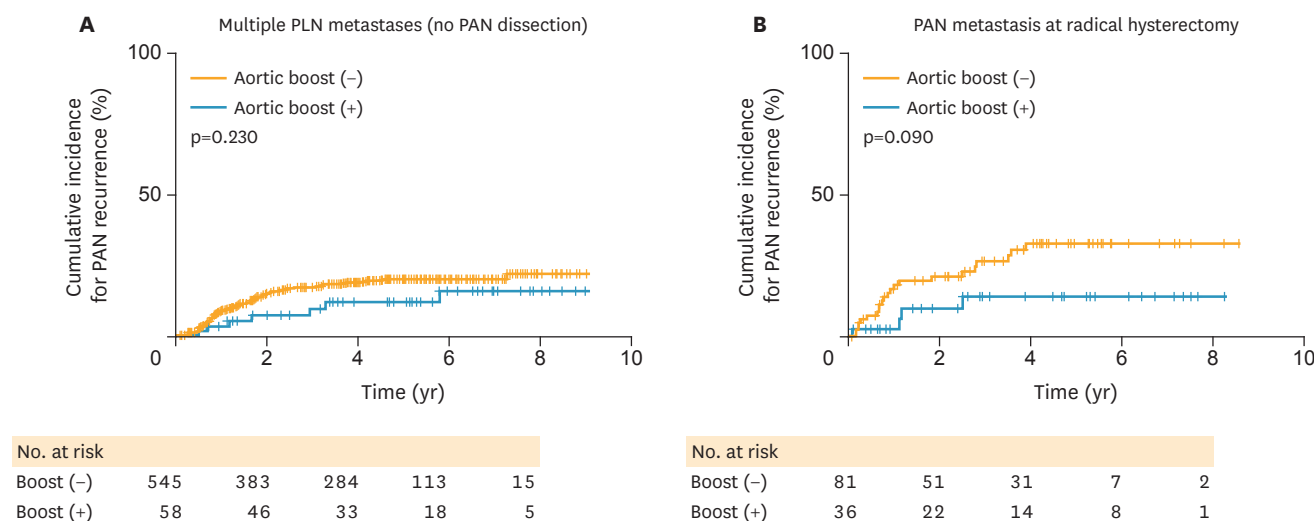 A
Multiple PLN metastases (no PAN dissection)
100
50
0
2
4
6
8
10
Cumulative incidence
for PAN recurrence (%)
Aortic boost (−)
Aortic boost (+)
p=0.230
Time (yr)
No. at risk
Boost (−) 545 383 284 113 15
Boost (+) 58 46 33 18 5
B
PAN metastasis at radical hysterectomy
100
50
0
2
4
6
8
10
Cumulative incidence
for PAN recurrence (%)
Aortic boost (−)
Aortic boost (+)
p=0.090
Time (yr)
No. at risk
Boost (−) 81 51 31 7 2
Boost (+) 36 22 14 8 1